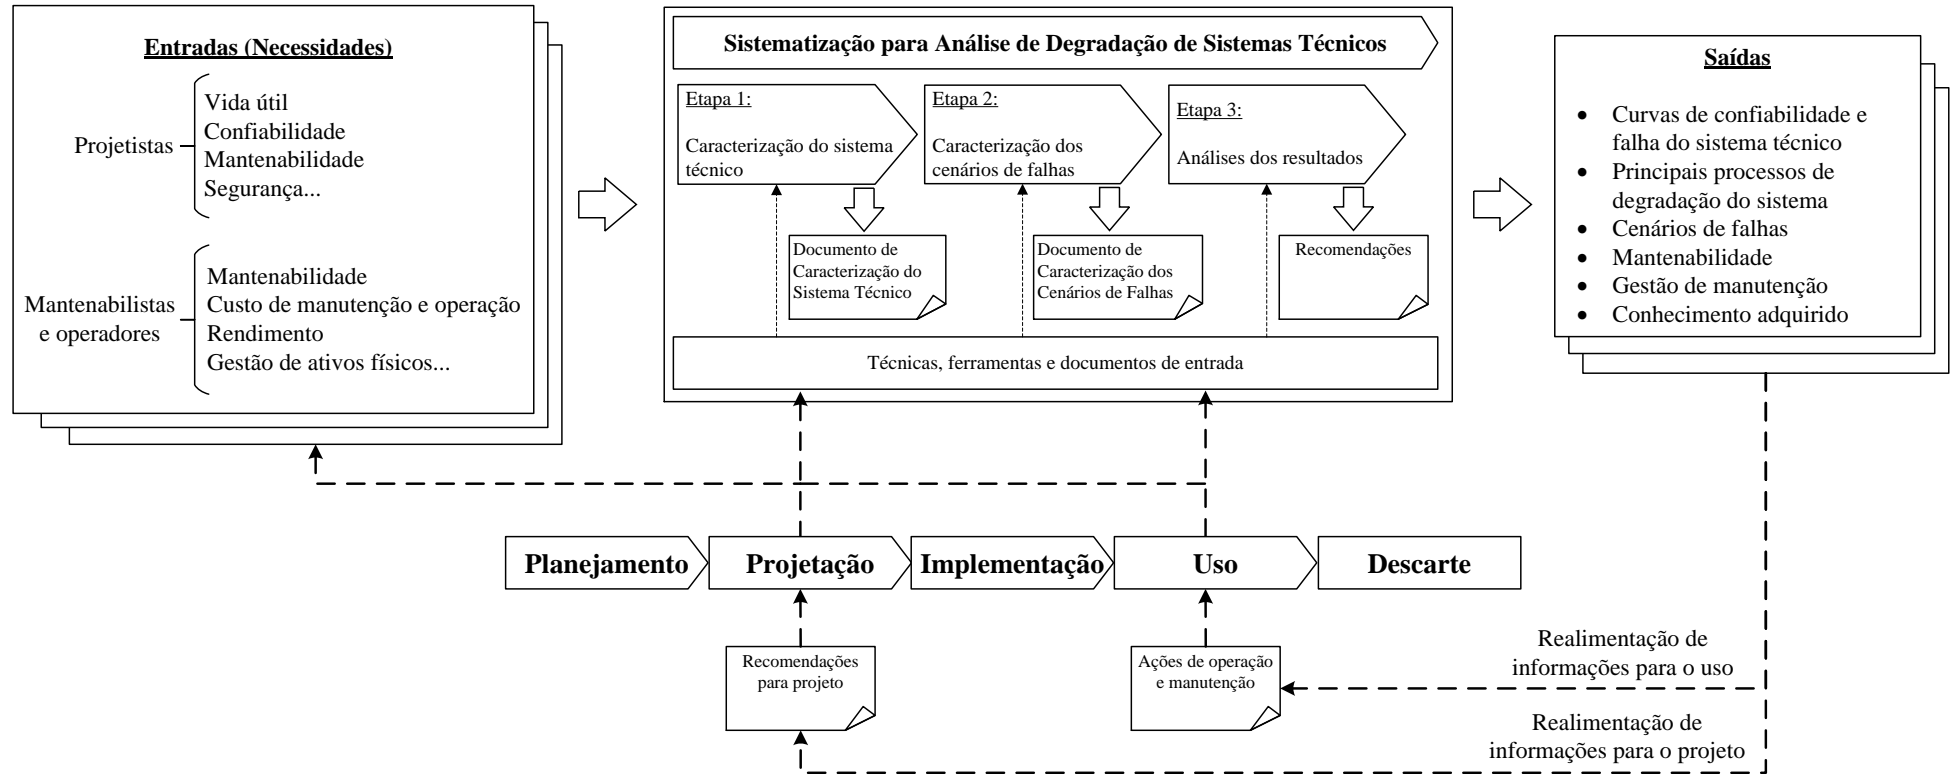 Entradas (Necessidades)
Projetistas
Vida útil
Confiabilidade
Mantenabilidade
Segurança...
Mantenabilistas
e operadores
Mantenabilidade
Custo de manutenção e operação
Rendimento
Gestão de ativos físicos...
Sistematização para Análise de Degradação de Sistemas Técnicos
Etapa 1:
Caracterização do sistema
técnico
Etapa 2:
Caracterização dos
cenários de falhas
Etapa 3:
Análises dos resultados
Documento de
Caracterização do
Sistema Técnico
Documento de
Caracterização dos
Cenários de Falhas
Recomendações
Técnicas, ferramentas e documentos de entrada
Saídas
• Curvas de confiabilidade e
falha do sistema técnico
• Principais processos de
degradação do sistema
• Cenários de falhas
• Mantenabilidade
• Gestão de manutenção
• Conhecimento adquirido
Planejamento
Projetação
Implementação
Uso
Descarte
Recomendações
para projeto
Ações de operação
e manutenção
Realimentação de
informações para o uso
Realimentação de
informações para o projeto